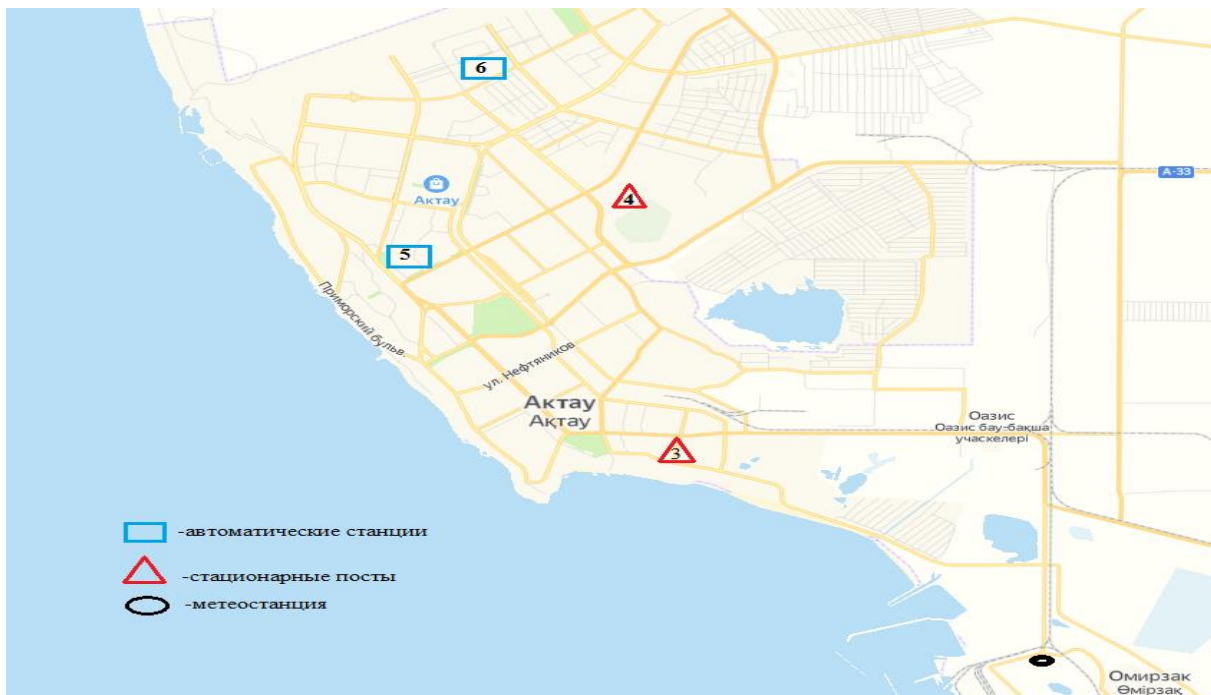 6
4
А-33
Актау
5
Приморский бульв.
ул. Нефтяников
Актау
Ақтау
Оазис
Оазис бау-бақша
учаскелері
3
-автоматические станции
-стационарные посты
-метеостанция
Омирзак
Өмірзақ